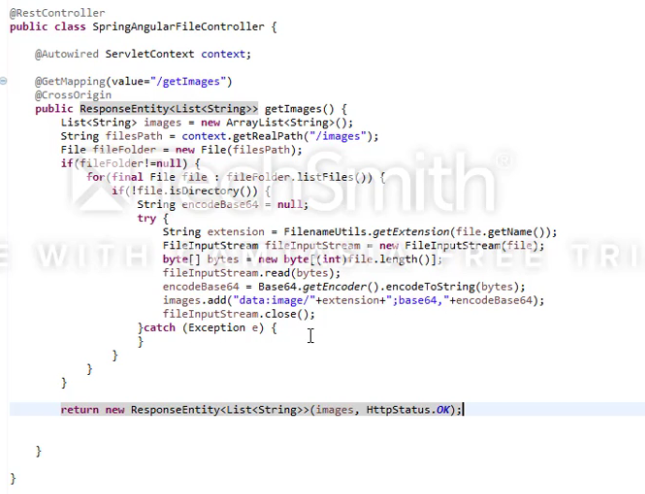 @RestController
public class SpringAngularFileController {
@Autowired ServletContext context;
@GetMapping(value="/getImages")
@CrossOrigin
public ResponseEntity<List<String>> getImages() {
List<String> images = new ArrayList<String>();
String filesPath = context.getRealPath("/images");
File fileFolder = new File(filesPath);
if(fileFolder!=null) {
for(final File file : fileFolder.listFiles()) {
if(!file.isDirectory()) {
String encodeBase64 = null;
try {
String extension = FilenameUtils.getExtension(file.getName());
FileInputStream fileInputStream = new FileInputStream(file);
byte[] bytes = new byte[(int)file.length()];
fileInputStream.read(bytes);
encodeBase64 = Base64.getEncoder().encodeToString(bytes);
images.add("data:image/"+extension+";base64,"+encodeBase64);
fileInputStream.close();
}catch (Exception e) {
}
}
}
}
return new ResponseEntity<List<String>>(images, HttpStatus.OK);
}
}
TechSmith®
E WITH FREE TRI